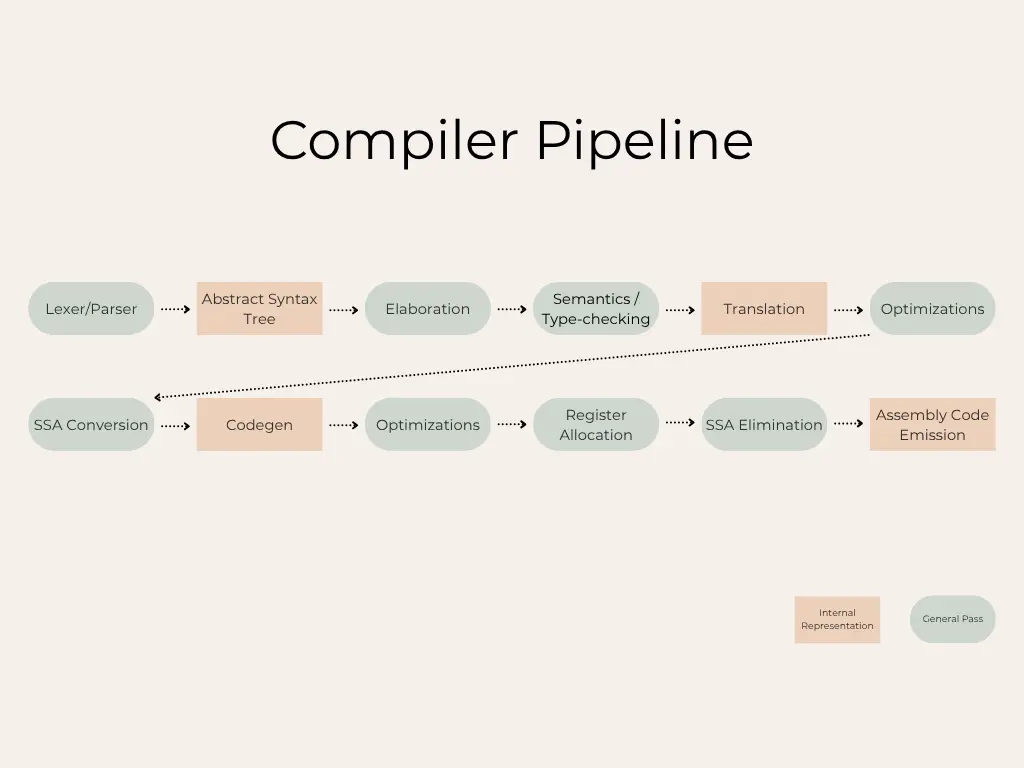 Compiler Pipeline
Lexer/Parser
Abstract Syntax
Tree
Elaboration
Semantics /
Type-checking
Translation
Optimizations
SSA Conversion
Codegen
Optimizations
Register
Allocation
SSA Elimination
Assembly Code
Emission
Internal
Representation
General Pass